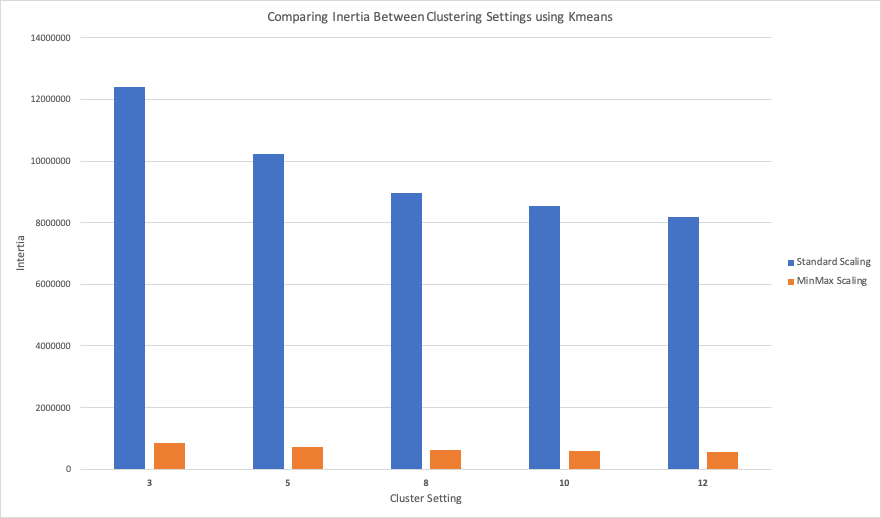 Comparing Inertia Between Clustering Settings using Kmeans
14000000
12000000
10000000
8000000
6000000
4000000
2000000
0
Intertia
3
5
8
10
12
Cluster Setting
Standard Scaling
MinMax Scaling